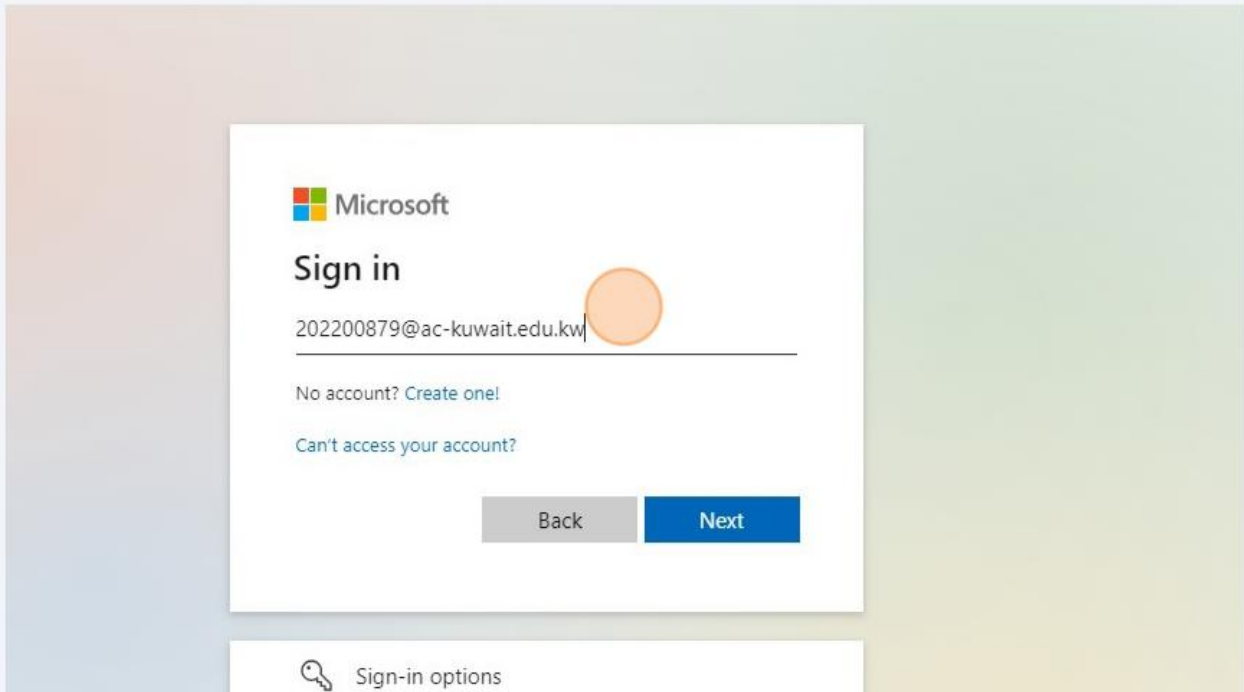 Microsoft
Sign in
202200879@ac-kuwait.edu.kw
No account? Create one!
Can't access your account?
Back Next
Sign-in options